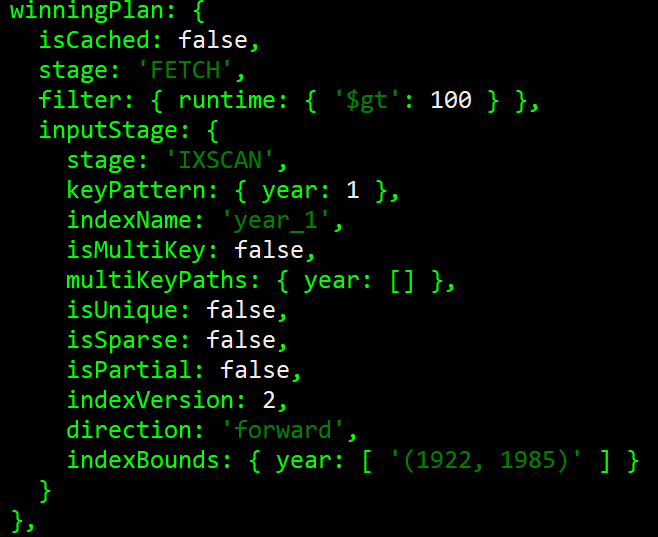 winningPlan: {
  isCached: false,
  stage: 'FETCH',
  filter: { runtime: { '$gt': 100 } },
  inputStage: {
    stage: 'IXSCAN',
    keyPattern: { year: 1 },
    indexName: 'year_1',
    isMultiKey: false,
    multiKeyPaths: { year: [] },
    isUnique: false,
    isSparse: false,
    isPartial: false,
    indexVersion: 2,
    direction: 'forward',
    indexBounds: { year: [ '(1922, 1985)' ] }
  }
},